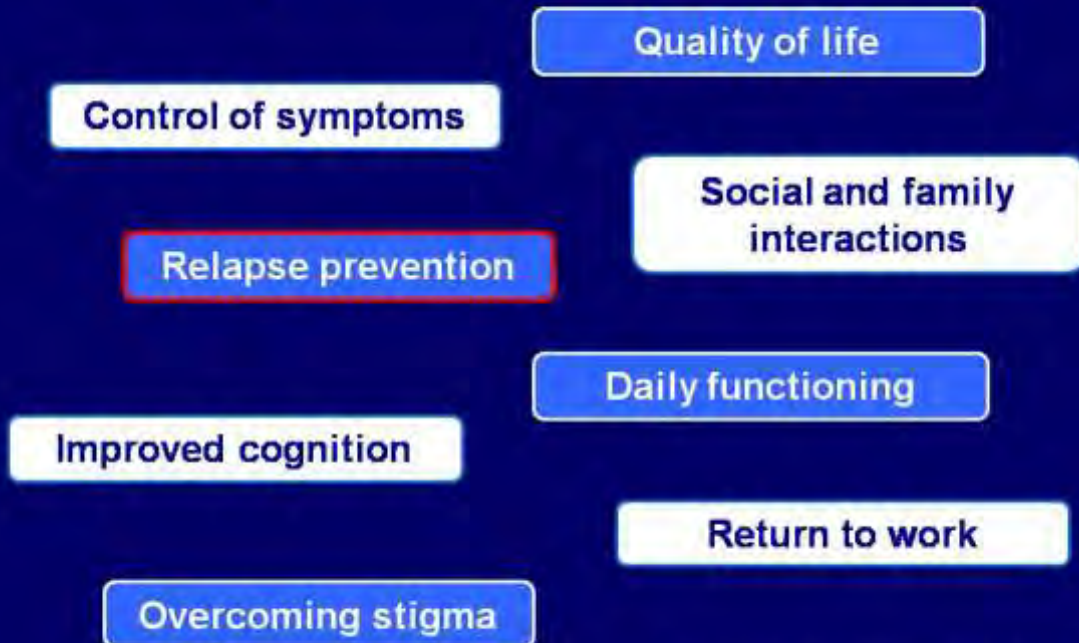 Quality of life
Control of symptoms
Social and family
interactions
Relapse prevention
Daily functioning
Improved cognition
Return to work
Overcoming stigma